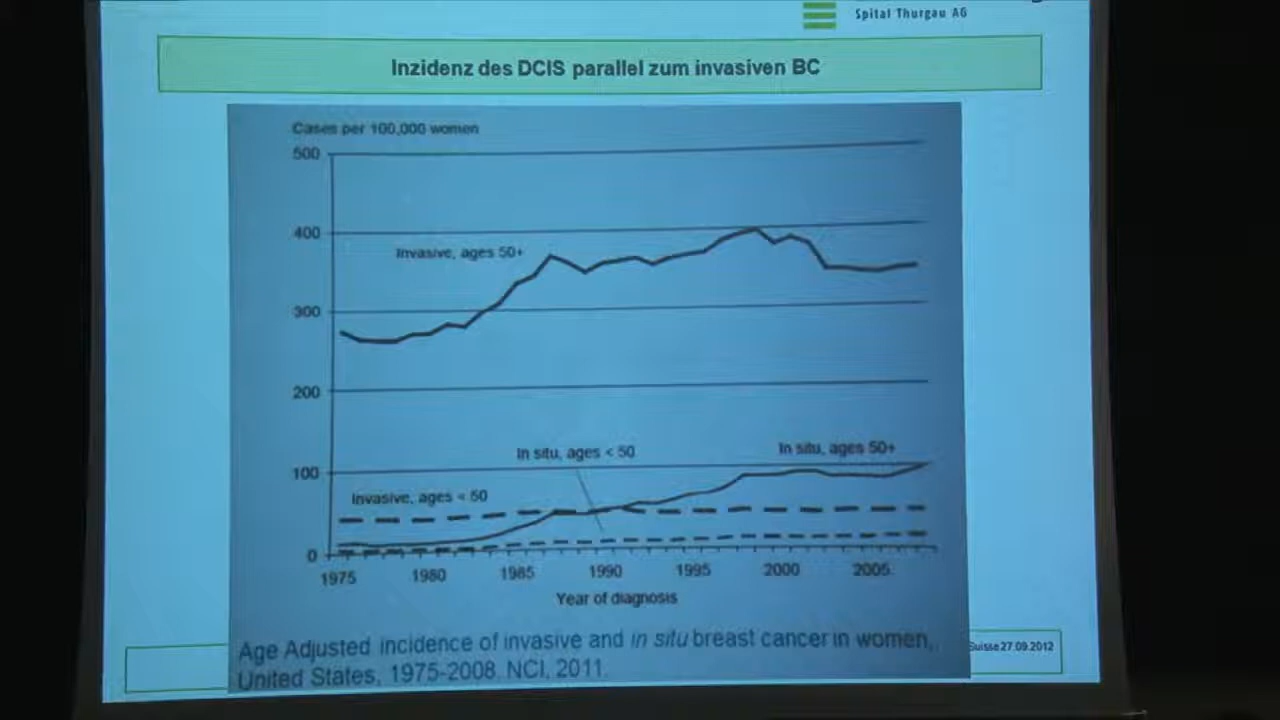 Spital Thurgau AG
Inzidenz des DCIS parallel zum invasiven BC
Cases per 100,000 women
500
400
Invasive, ages 50+
300
200
In situ, ages < 50
In situ, ages 50+
100
Invasive, ages < 50
0
1975 1980 1985 1990 1995 2000 2005
Year of diagnosis
Age Adjusted incidence of invasive and in situ breast cancer in women,
United States, 1975-2008. NCI, 2011.
Suisse 27.09.2012